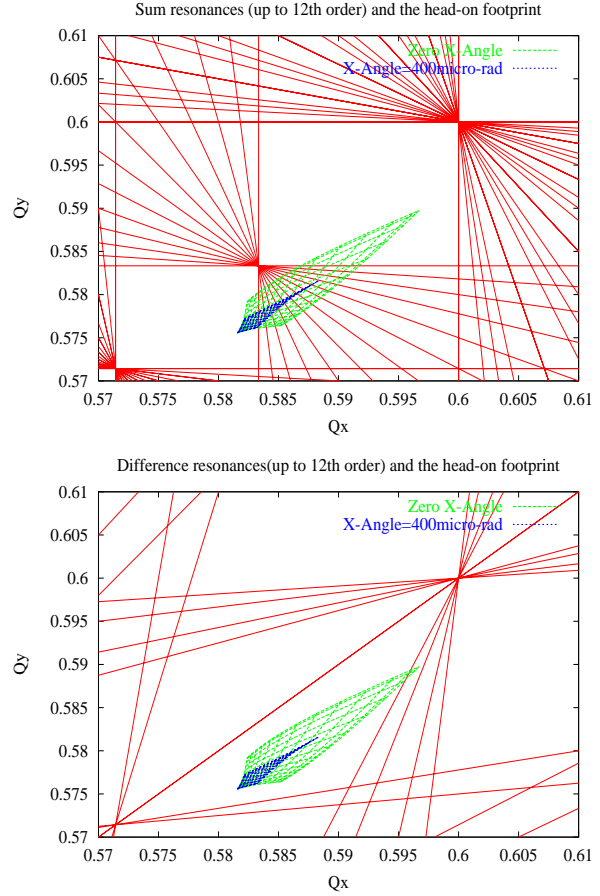 Sum resonances (up to 12th order) and the head-on footprint
0.61
Zero X-Angle
X-Angle=400micro-rad
0.605
0.6
0.595
Qy
0.59
0.585
0.58
0.575
0.57
0.57 0.575 0.58 0.585 0.59 0.595 0.6 0.605 0.61
Qx
Difference resonances(up to 12th order) and the head-on footprint
0.61
Zero X-Angle
X-Angle=400micro-rad
0.605
0.6
0.595
Qy
0.59
0.585
0.58
0.575
0.57
0.57 0.575 0.58 0.585 0.59 0.595 0.6 0.605 0.61
Qx